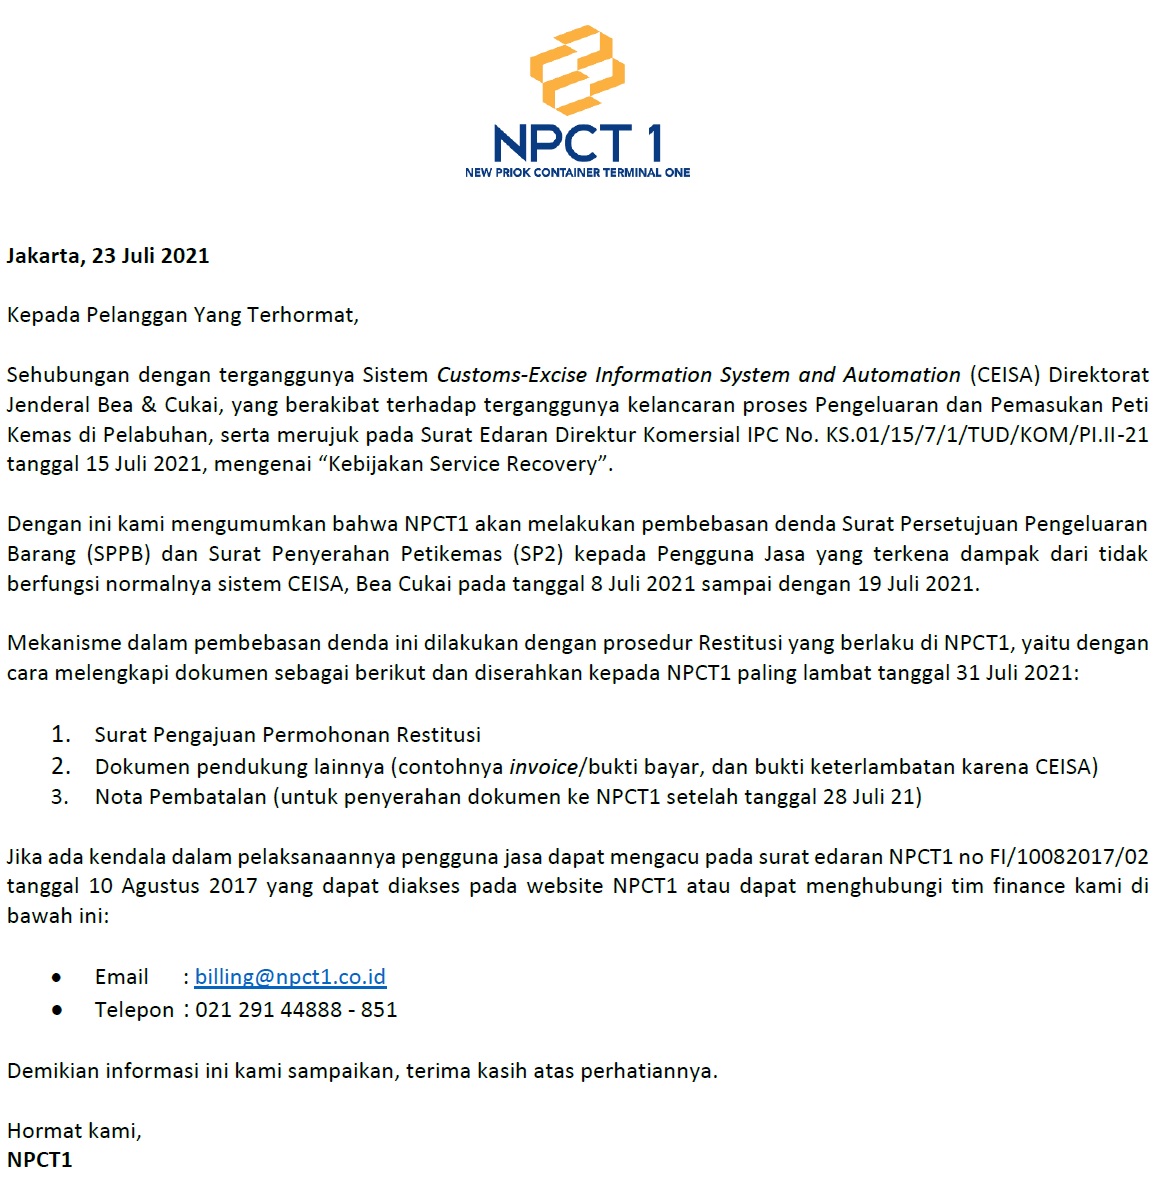 NPCT 1
NEW PRIOK CONTAINER TERMINAL ONE
Jakarta, 23 Juli 2021
Kepada Pelanggan Yang Terhormat,
Sehubungan dengan terganggunya Sistem Customs-Excise Information System and Automation (CEISA) Direktorat
Jenderal Bea & Cukai, yang berakibat terhadap terganggunya kelancaran proses Pengeluaran dan Pemasukan Peti
Kemas di Pelabuhan, serta merujuk pada Surat Edaran Direktur Komersial IPC No. KS.01/15/7/1/TUD/KOM/PI.II-21
tanggal 15 Juli 2021, mengenai “Kebijakan Service Recovery”.
Dengan ini kami mengumumkan bahwa NPCT1 akan melakukan pembebasan denda Surat Persetujuan Pengeluaran
Barang (SPPB) dan Surat Penyerahan Petikemas (SP2) kepada Pengguna Jasa yang terkena dampak dari tidak
berfungsi normalnya sistem CEISA, Bea Cukai pada tanggal 8 Juli 2021 sampai dengan 19 Juli 2021.
Mekanisme dalam pembebasan denda ini dilakukan dengan prosedur Restitusi yang berlaku di NPCT1, yaitu dengan
cara melengkapi dokumen sebagai berikut dan diserahkan kepada NPCT1 paling lambat tanggal 31 Juli 2021:
1. Surat Pengajuan Permohonan Restitusi
2. Dokumen pendukung lainnya (contohnya invoice/bukti bayar, dan bukti keterlambatan karena CEISA)
3. Nota Pembatalan (untuk penyerahan dokumen ke NPCT1 setelah tanggal 28 Juli 21)
Jika ada kendala dalam pelaksanaannya pengguna jasa dapat mengacu pada surat edaran NPCT1 no FI/10082017/02
tanggal 10 Agustus 2017 yang dapat diakses pada website NPCT1 atau dapat menghubungi tim finance kami di
bawah ini:
• Email : billing@npct1.co.id
• Telepon : 021 291 44888 - 851
Demikian informasi ini kami sampaikan, terima kasih atas perhatiannya.
Hormat kami,
NPCT1